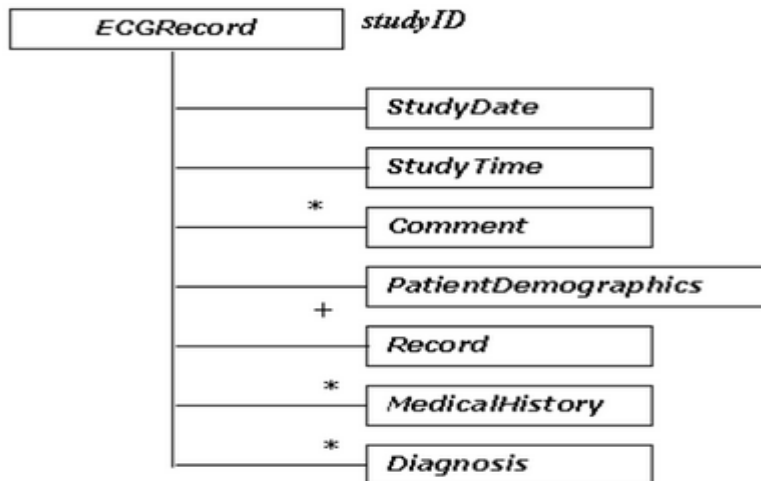 ECGRecord studyID
StudyDate
StudyTime
*
Comment
PatientDemographics
+
Record
*
MedicalHistory
*
Diagnosis